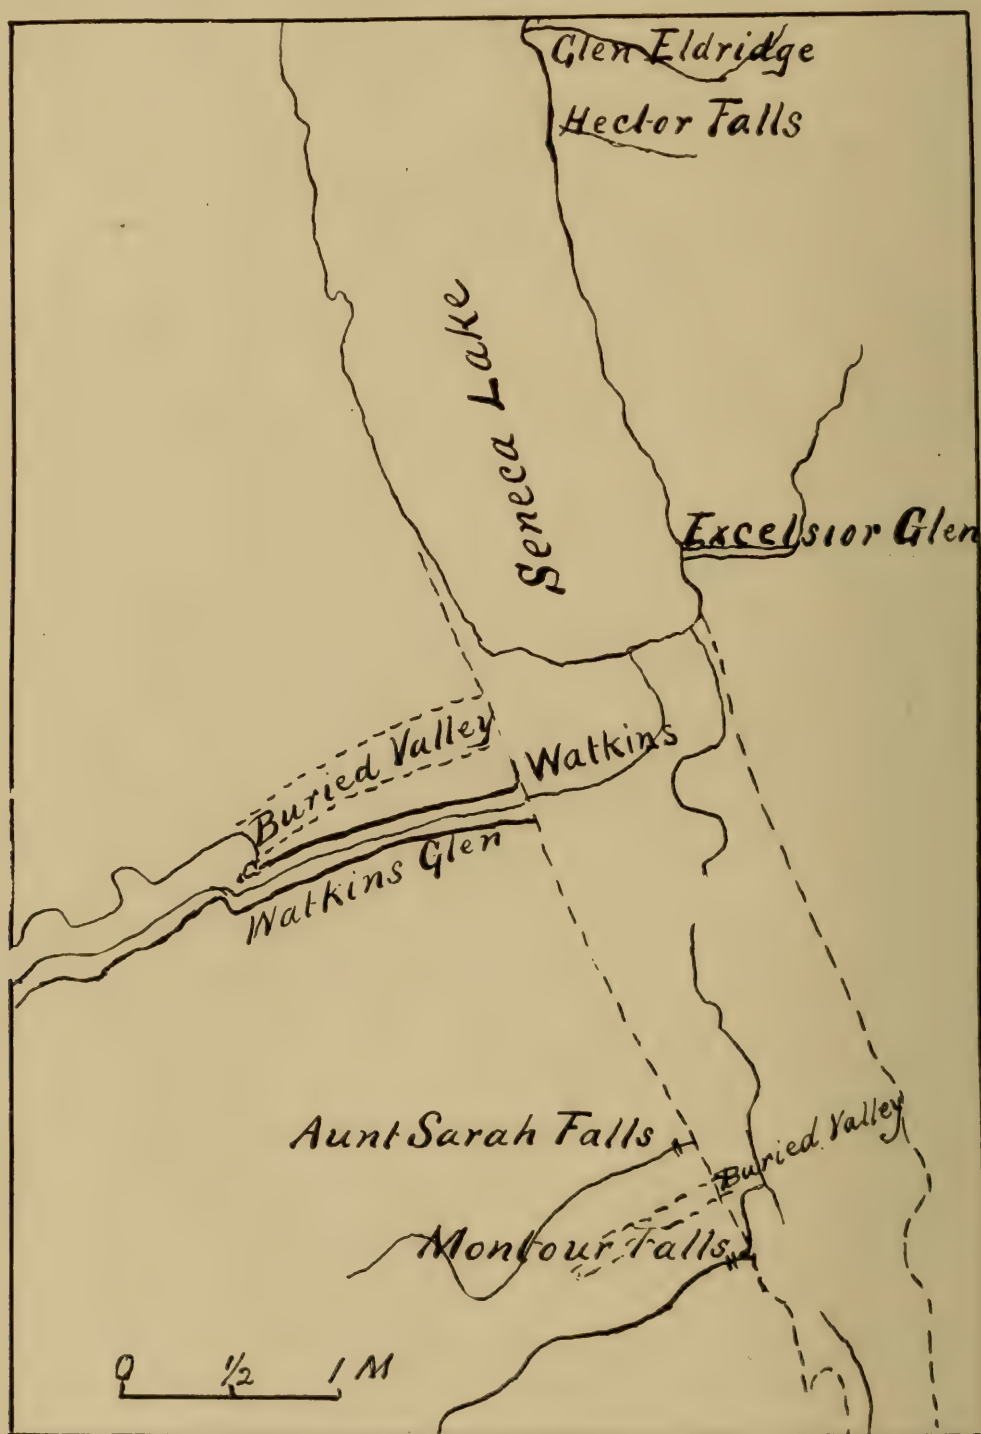 Glen Eldridge
Hector Falls
Seneca Lake
Excelsior Glen
Buried Valley
Watkins
Watkins Glen
Aunt Sarah Falls
Buried Valley
Montour Falls
0 1/2 1 M